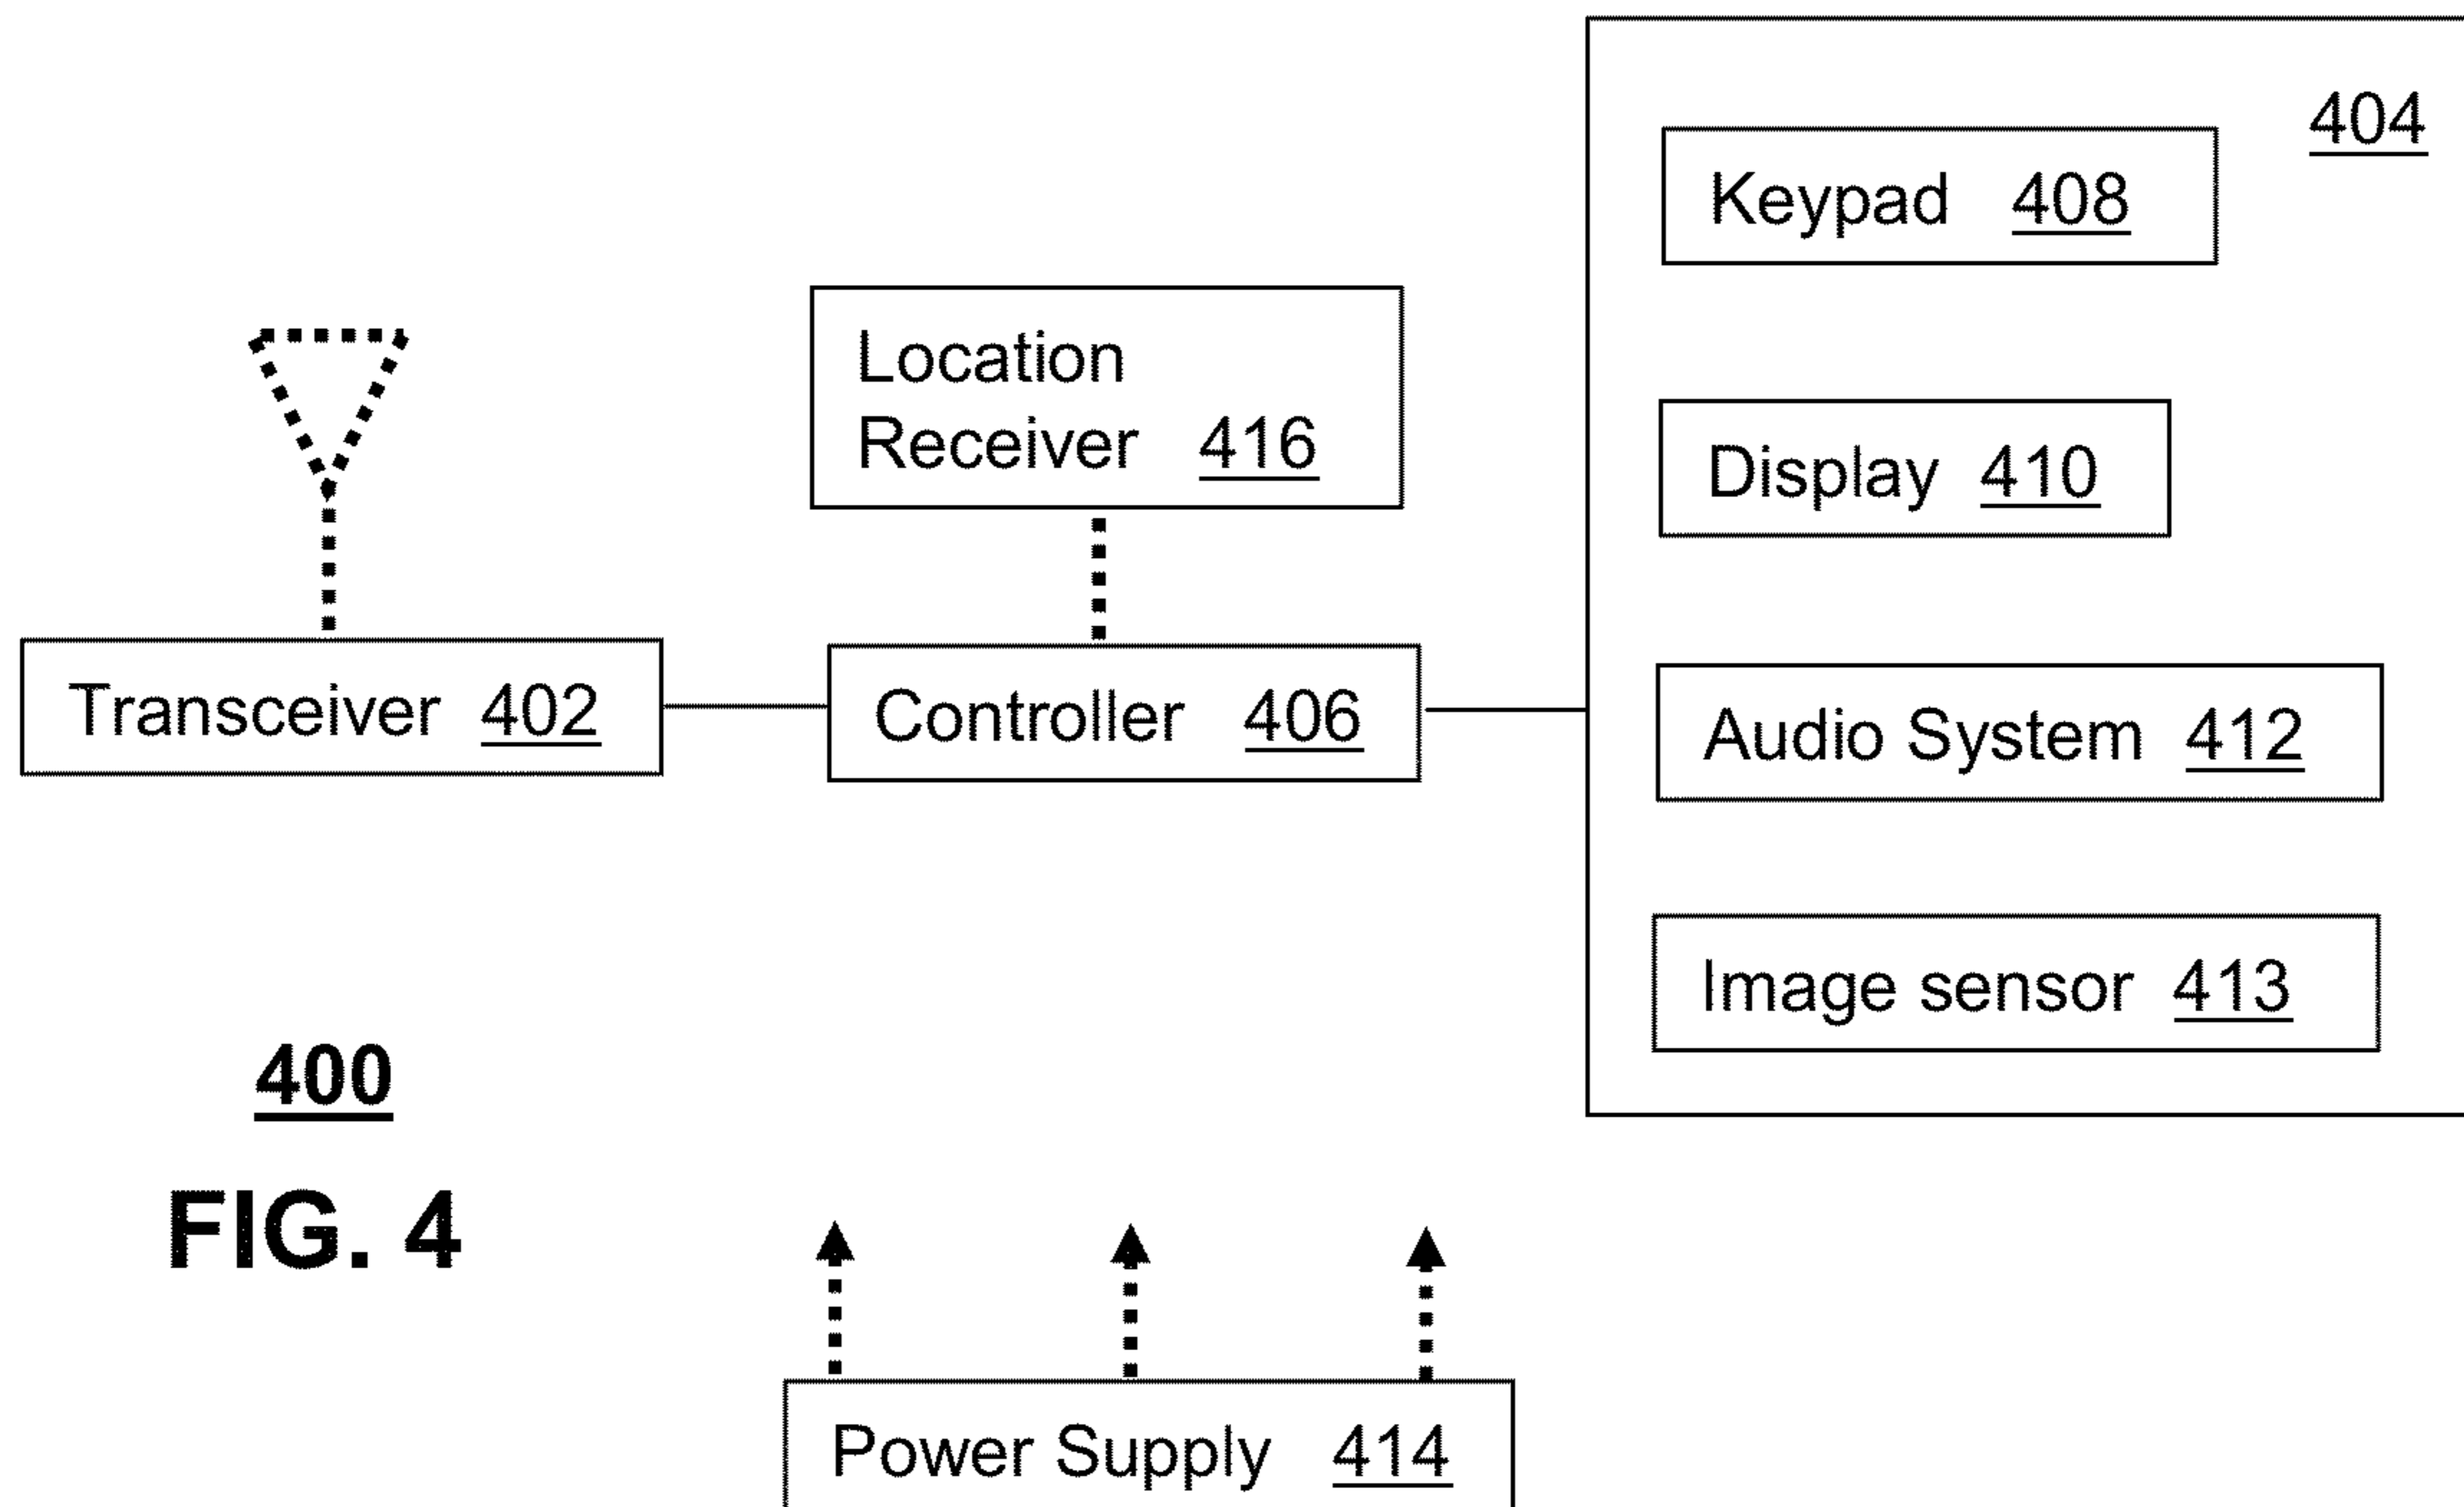 404
Keypad 408
Location
Receiver 416
Display 410
Transceiver 402
Controller 406
Audio System 412
Image sensor 413
400
FIG. 4
Power Supply 414